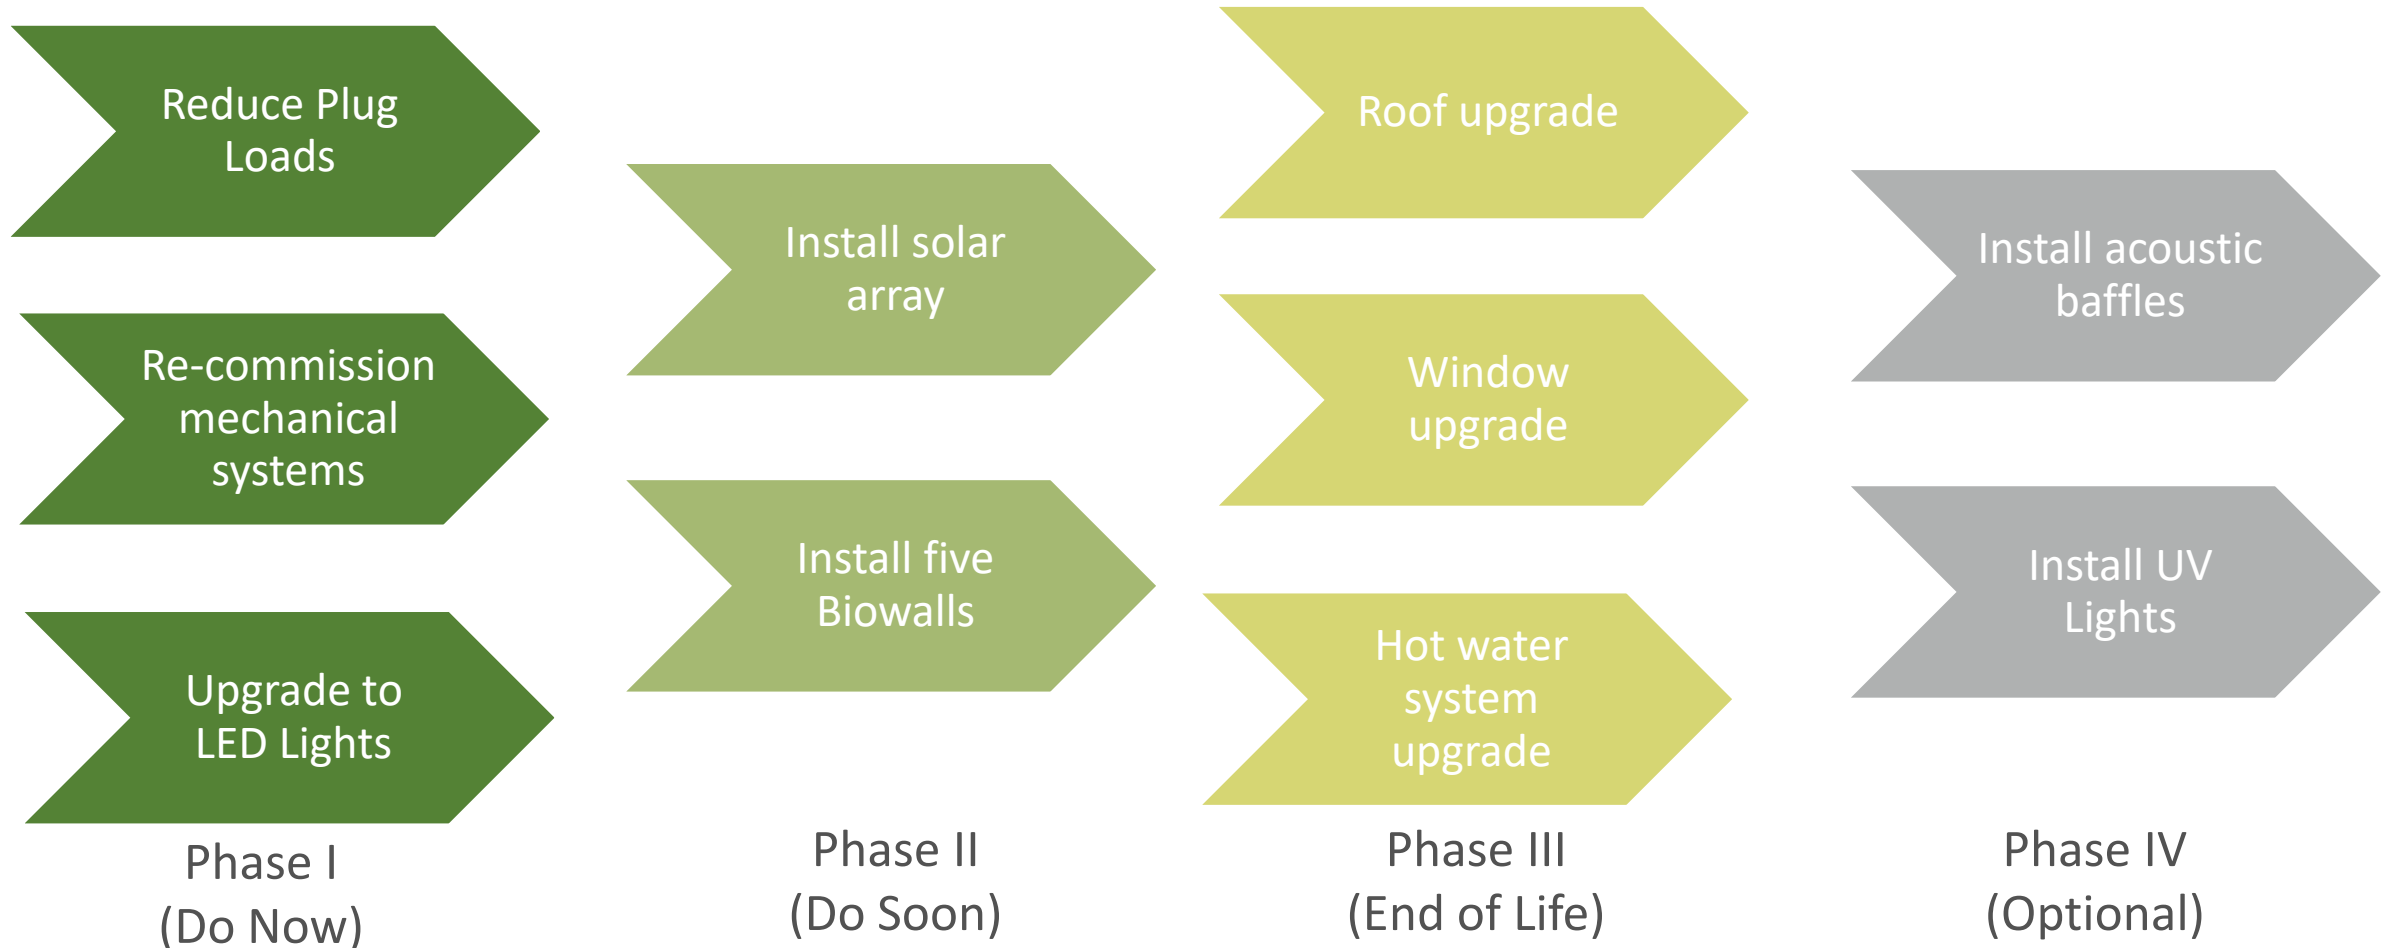 Reduce Plug
Loads
Re-commission
mechanical
systems
Upgrade to
LED Lights
Phase I
(Do Now)
Install solar
array
Install five
Biowalls
Phase II
(Do Soon)
Roof upgrade
Window
upgrade
Hot water
system
upgrade
Phase III
(End of Life)
Install acoustic
baffles
Install UV
Lights
Phase IV
(Optional)